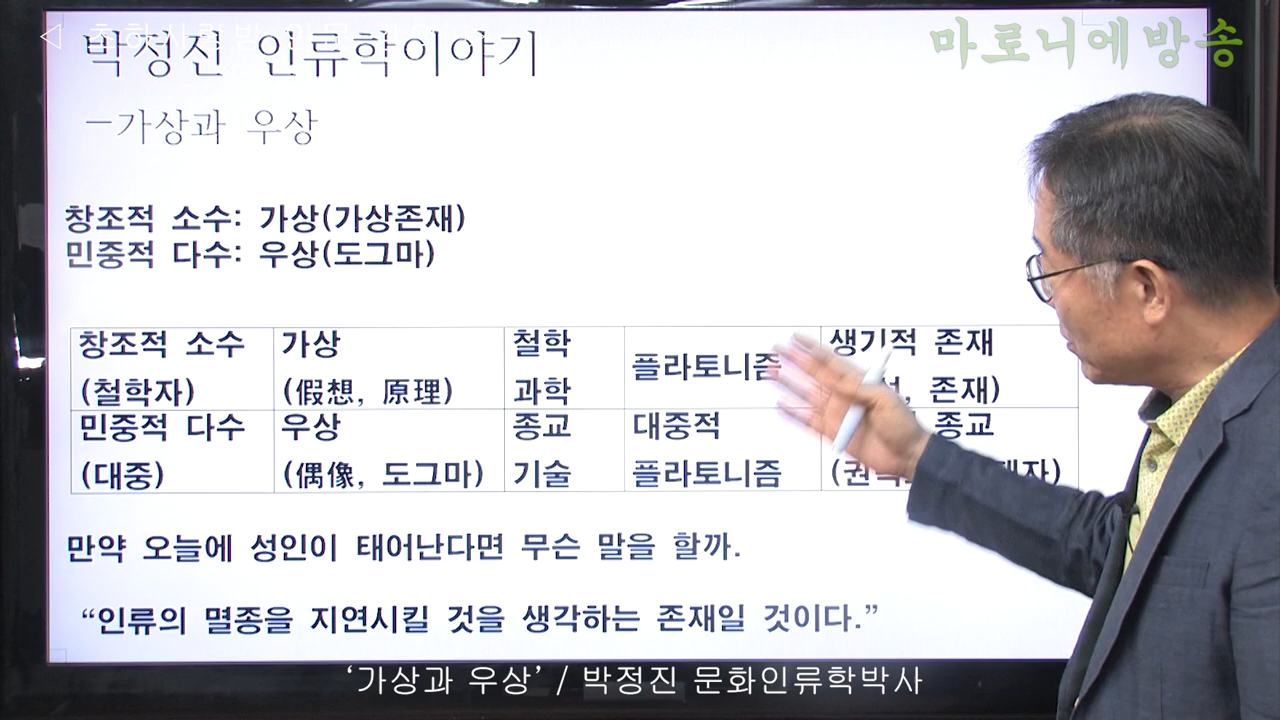 마로니에방송
박정진 인류학이야기
-가상과 우상
창조적 소수: 가상(가상존재)
민중적 다수: 우상(도그마)
창조적 소수 가상 철학 플라토니즘 생기적 존재
(철학자) (假想, 原理) 과학 존재)
민중적 다수 우상 종교 대중적 종교
(대중) (偶像, 도그마) 기술 플라토니즘
만약 오늘에 성인이 태어난다면 무슨 말을 할까.
“인류의 멸종을 지연시킬 것을 생각하는 존재일 것이다.”
‘가상과 우상’ / 박정진 문화인류학박사